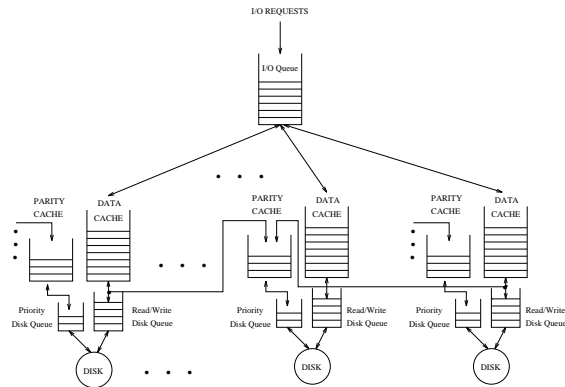 I/O REQUESTS
I/O Queue
PARITY
CACHE
DATA
CACHE
PARITY
CACHE
DATA
CACHE
PARITY
CACHE
DATA
CACHE
Priority
Disk Queue
Read/Write
Disk Queue
Priority
Disk Queue
Read/Write
Disk Queue
Priority
Disk Queue
Read/Write
Disk Queue
DISK
DISK
DISK